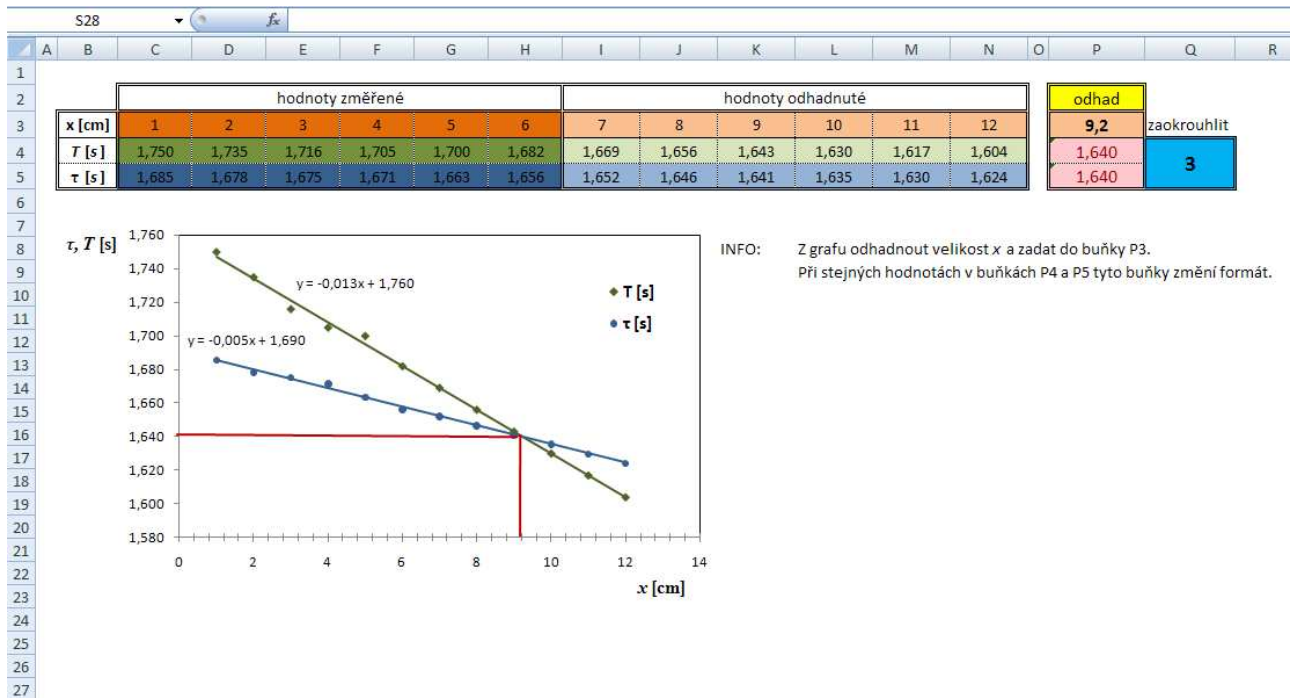 S28 fx
A B C D E F G H I J K L M N O P Q R
1
2 hodnoty změřené hodnoty odhadnuté odhad
3 x [cm] 1 2 3 4 5 6 7 8 9 10 11 12 9,2 zaokrouhlit
4 T [s] 1,750 1,735 1,716 1,705 1,700 1,682 1,669 1,656 1,643 1,630 1,617 1,604 1,640
3
5 τ [s] 1,685 1,678 1,675 1,671 1,663 1,656 1,652 1,646 1,641 1,635 1,630 1,624 1,640
6
7
8
9
10
11
12
13
14
15
16
17
18
19
20
21
22
23
24
25
26
27
τ, T [s]
1,760
1,740
1,720
1,700
1,680
1,660
1,640
1,620
1,600
1,580
y = -0,013x + 1,760
y = -0,005x + 1,690
T [s]
τ [s]
0 2 4 6 8 10 12 14
x [cm]
INFO: Z grafu odhadnout velikost x a zadat do buňky P3.
Při stejných hodnotách v buňkách P4 a P5 tyto buňky změní formát.